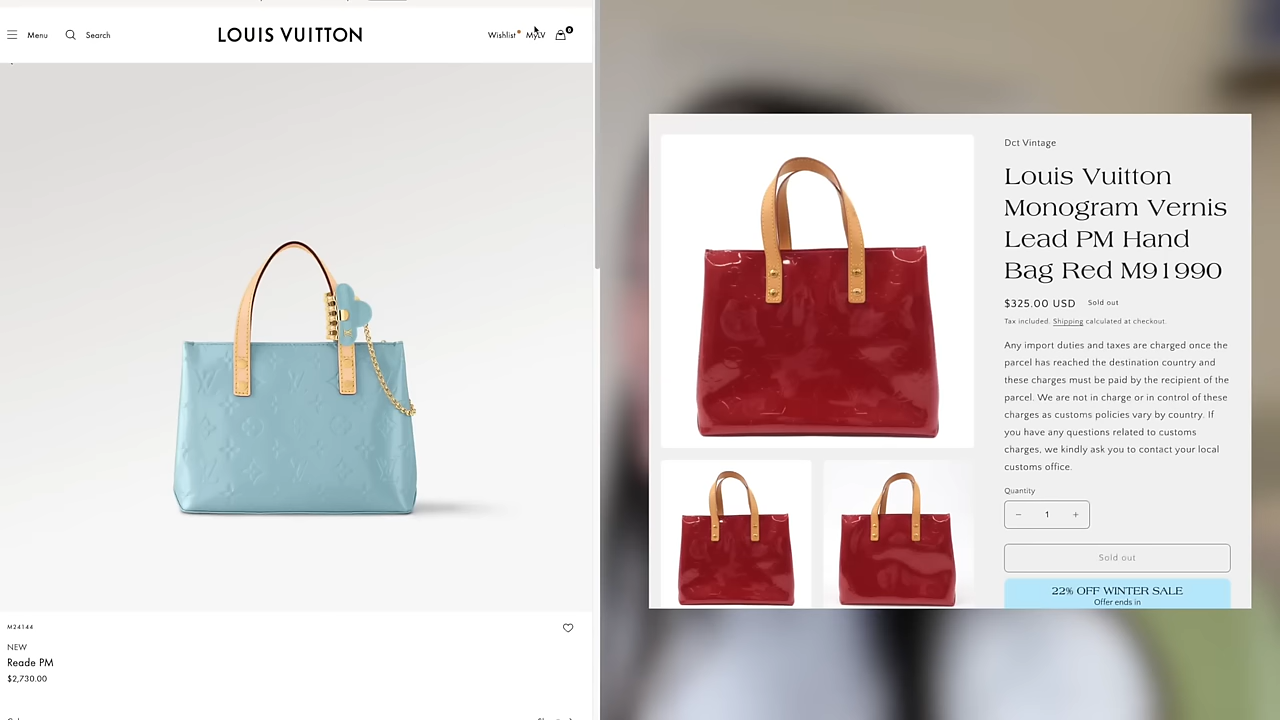 Menu
Search
LOUIS VUITTON
Wishlist
MyLV
0
M24144
NEW
Reade PM
$2,730.00
Dct Vintage
Louis Vuitton
Monogram Vernis
Lead PM Hand
Bag Red M91990
$325.00 USD Sold out
Tax included. Shipping calculated at checkout.
Any import duties and taxes are charged once the
parcel has reached the destination country and
these charges must be paid by the recipient of the
parcel. We are not in charge or in control of these
charges as customs policies vary by country. If
you have any questions related to customs
charges, we kindly ask you to contact your local
customs office.
Quantity
− 1 +
Sold out
22% OFF WINTER SALE
Offer ends in